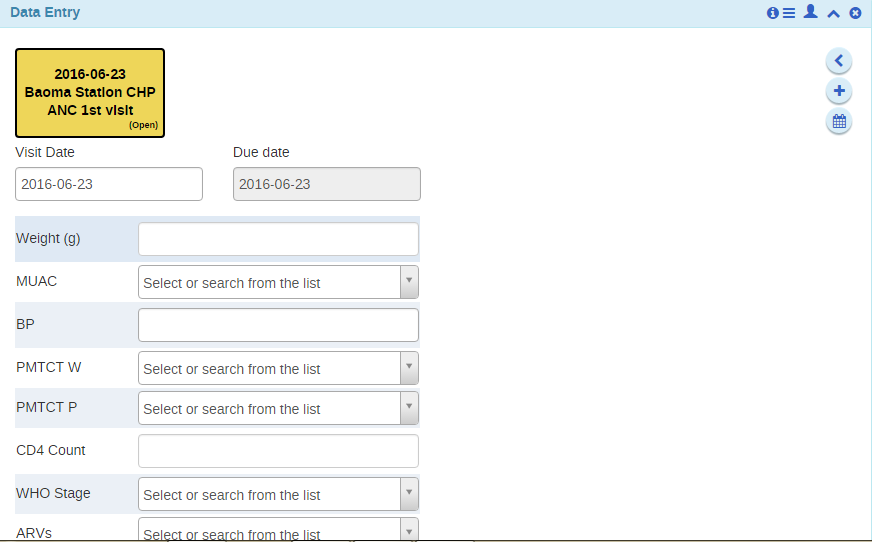 Data Entry
2016-06-23
Baoma Station CHP
ANC 1st visit
(Open)
Visit Date
Due date
2016-06-23
2016-06-23
Weight (g)
MUAC
Select or search from the list
BP
PMTCT W
Select or search from the list
PMTCT P
Select or search from the list
CD4 Count
WHO Stage
Select or search from the list
ARVs
Select or search from the list